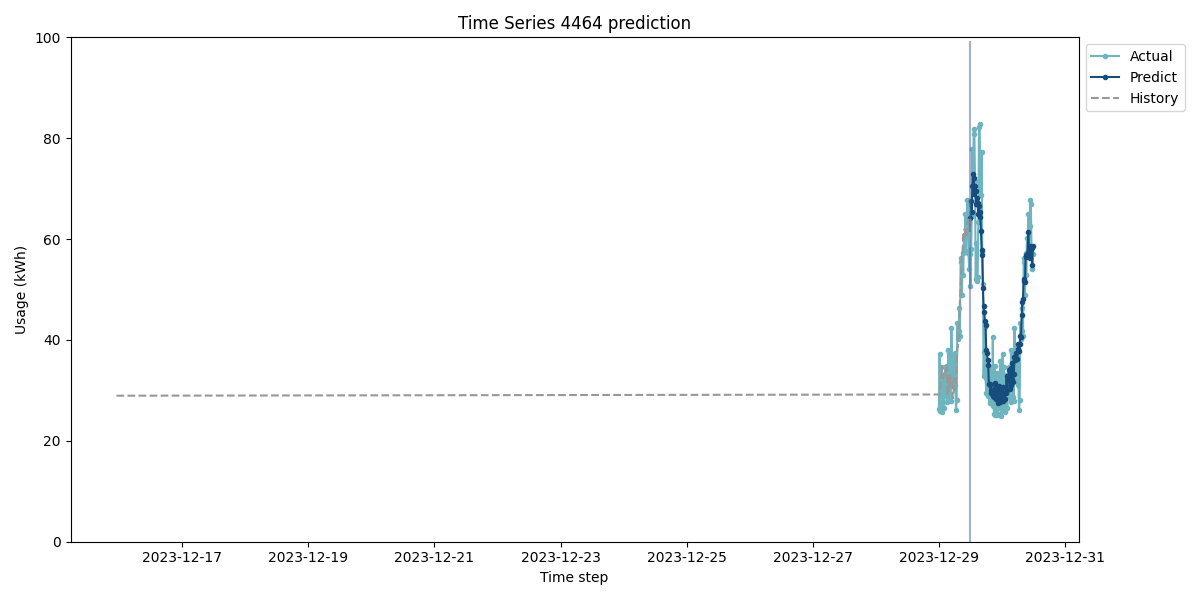 Time Series 4464 prediction
Usage (kWh)
100
80
60
40
20
0
2023-12-17
2023-12-19
2023-12-21
2023-12-23
2023-12-25
2023-12-27
2023-12-29
2023-12-31
Time step
Actual
Predict
History